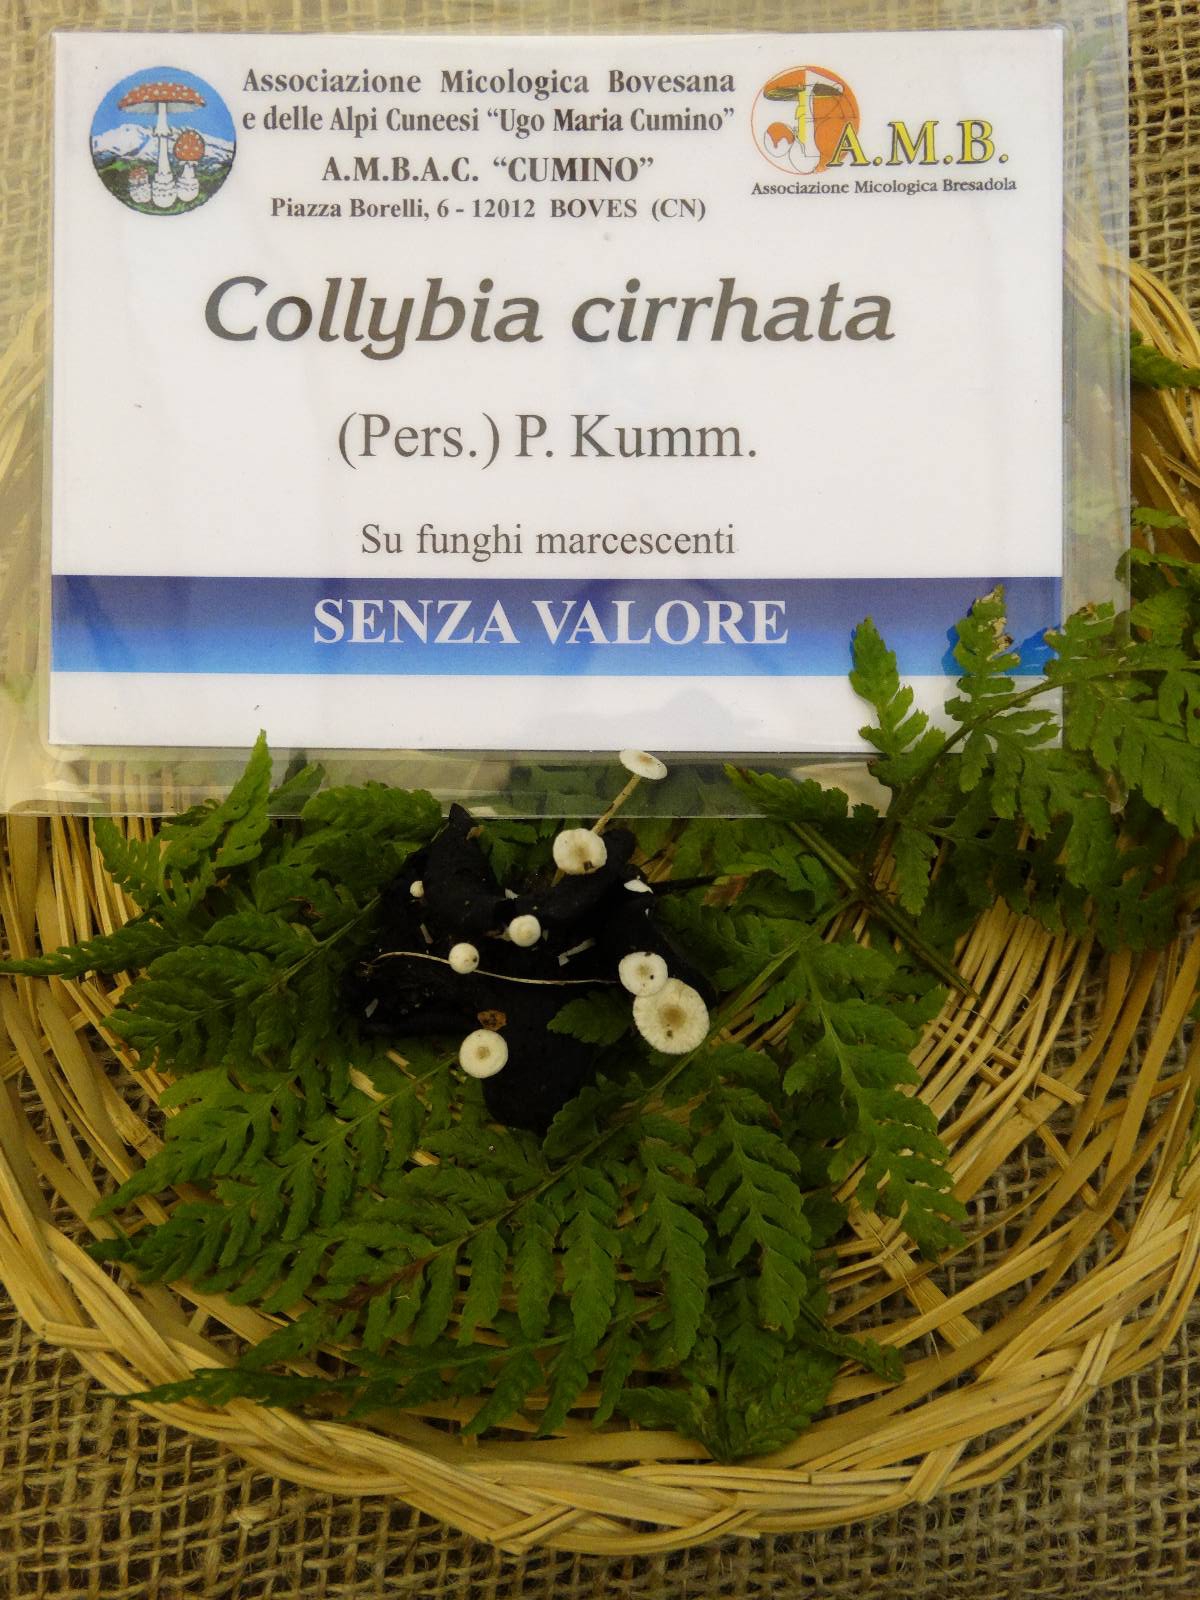 Associazione Micologica Bovesana
e delle Alpi Cuneesi “Ugo Maria Cumino”
A.M.B.A.C. “CUMINO”
Piazza Borelli, 6 - 12012 BOVES (CN)
A.M.B.
Associazione Micologica Bresadola
Collybia cirrhata
(Pers.) P. Kumm.
Su funghi marcescenti
SENZA VALORE